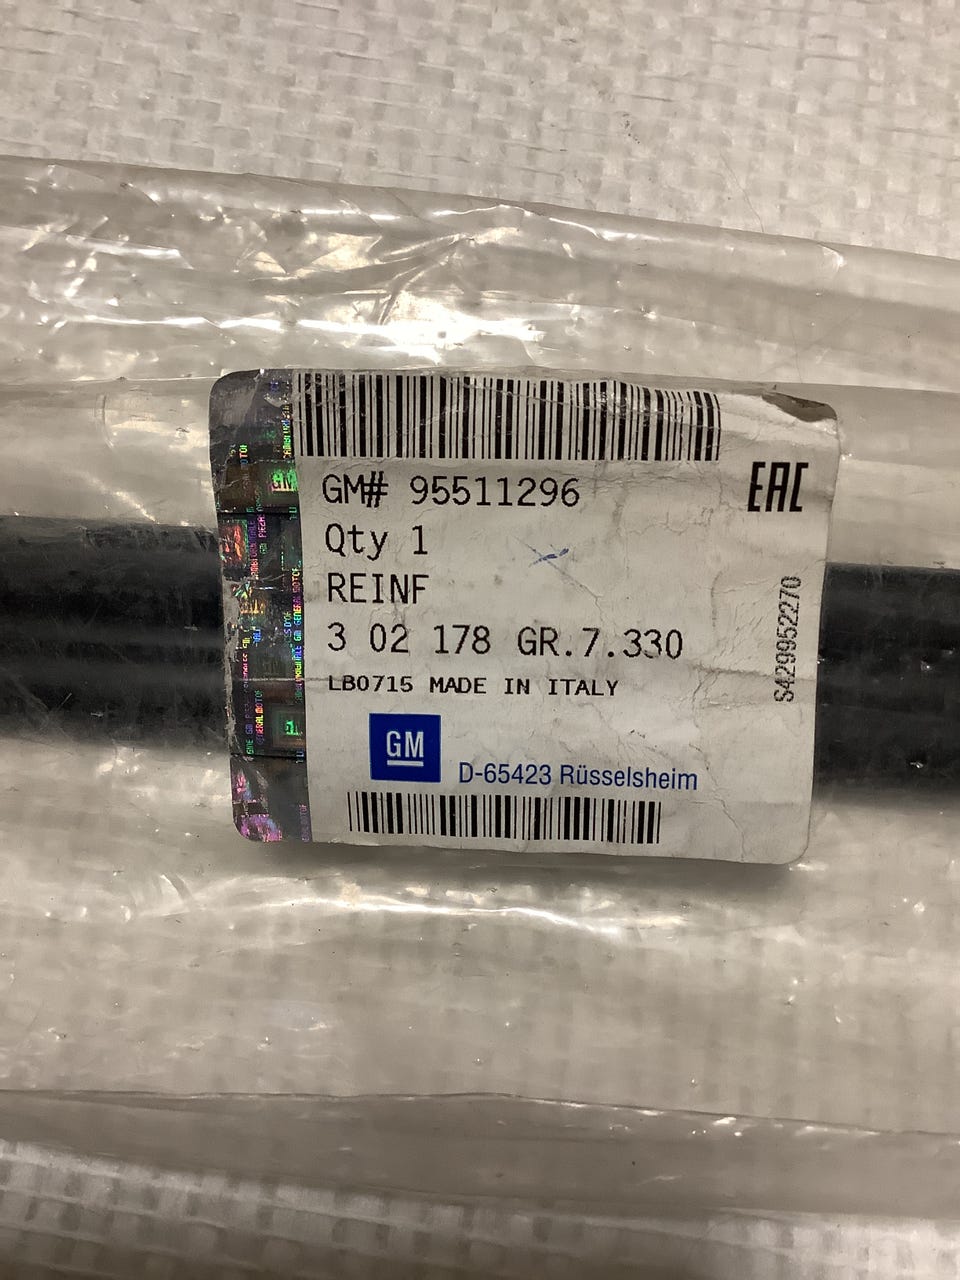 GM# 95511296
EAC
Qty 1
REINF
3 02 178 GR.7.330
LB0715 MADE IN ITALY
S429952270
GM
D-65423 Rüsselsheim